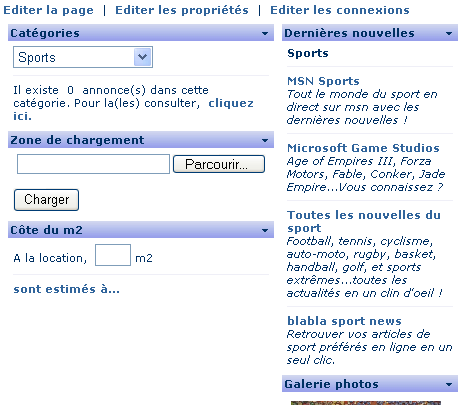 Editer la page | Editer les propriétés | Editer les connexions
Catégories
Sports
Il existe 0 annonce(s) dans cette
catégorie. Pour la(les) consulter, cliquez
ici.
Zone de chargement
Parcourir...
Charger
Côte du m2
A la location, m2
sont estimés à...
Dernières nouvelles
Sports
MSN Sports
Tout le monde du sport en
direct sur msn avec les
dernières nouvelles !
Microsoft Game Studios
Age of Empires III, Forza
Motors, Fable, Conker, Jade
Empire...Vous connaissez ?
Toutes les nouvelles du
sport
Football, tennis, cyclisme,
auto-moto, rugby, basket,
handball, golf, et sports
extrêmes...toutes les
actualités en un clin d'oeil !
blabla sport news
Retrouver vos articles de
sport préférés en ligne en un
seul clic.
Galerie photos